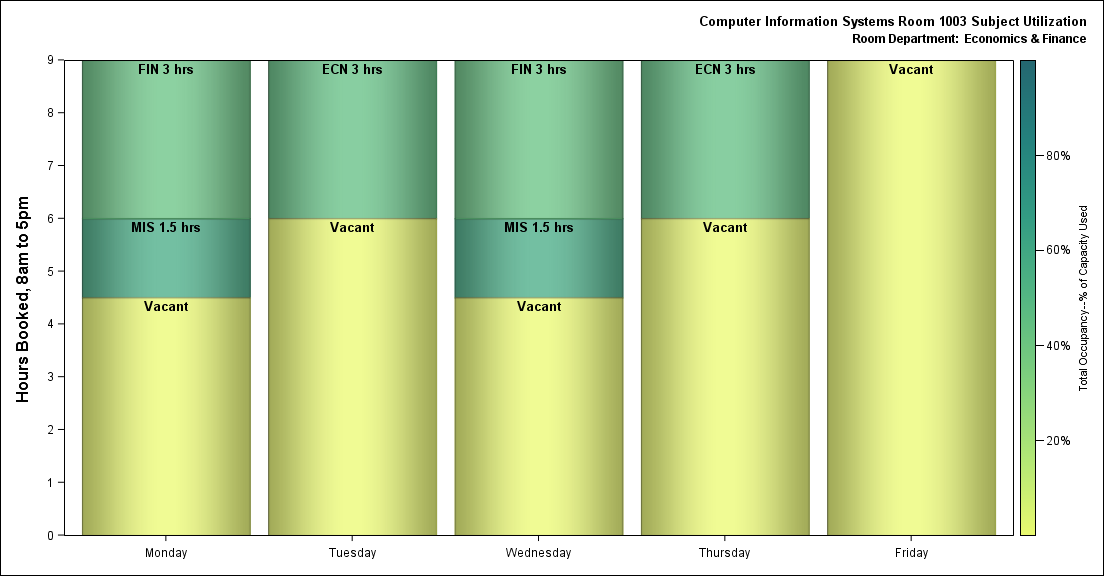 Computer Information Systems Room 1003 Subject Utilization
Room Department: Economics & Finance
Hours Booked, 8am to 5pm
9
8
7
6
5
4
3
2
1
0
FIN 3 hrs
MIS 1.5 hrs
Vacant
ECN 3 hrs
Vacant
FIN 3 hrs
MIS 1.5 hrs
Vacant
ECN 3 hrs
Vacant
Vacant
Monday
Tuesday
Wednesday
Thursday
Friday
80%
60%
40%
20%
Total Occupancy--% of Capacity Used